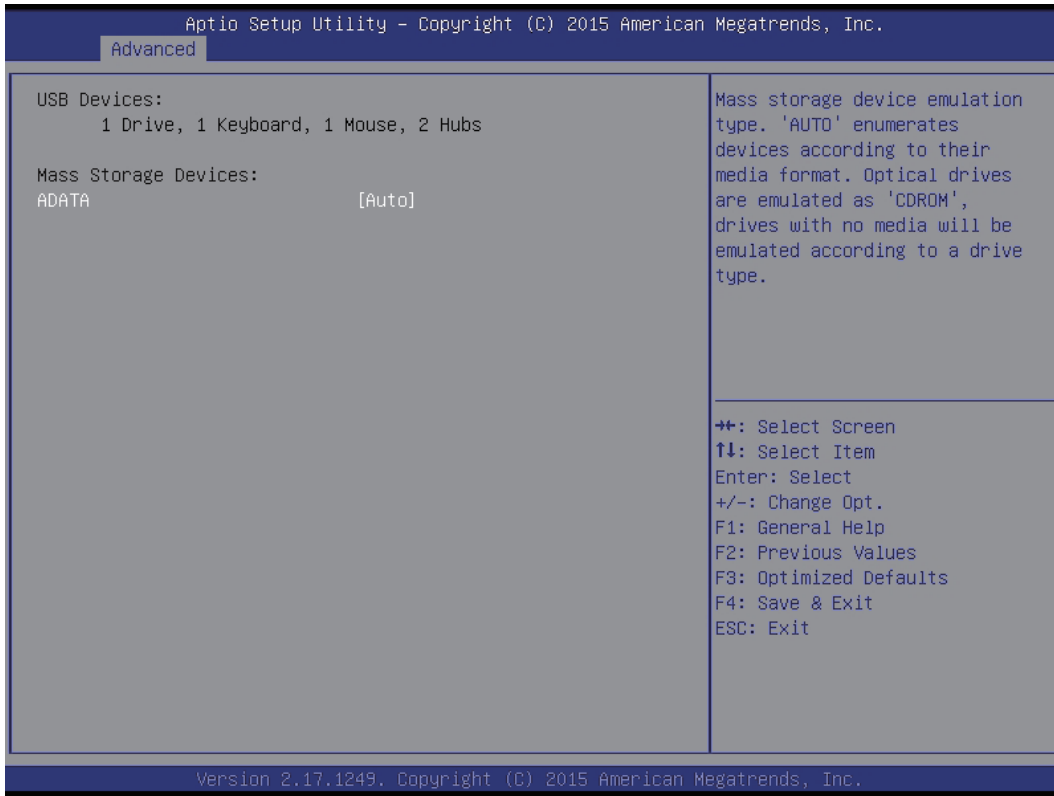 Aptio Setup Utility – Copyright (C) 2015 American Megatrends, Inc.
Advanced
USB Devices:
1 Drive, 1 Keyboard, 1 Mouse, 2 Hubs
Mass Storage Devices:
ADATA [Auto]
Mass storage device emulation
type. 'AUTO' enumerates
devices according to their
media format. Optical drives
are emulated as 'CDROM',
drives with no media will be
emulated according to a drive
type.
→←: Select Screen
↑↓: Select Item
Enter: Select
+/-: Change Opt.
F1: General Help
F2: Previous Values
F3: Optimized Defaults
F4: Save & Exit
ESC: Exit
Version 2.17.1249. Copyright (C) 2015 American Megatrends, Inc.